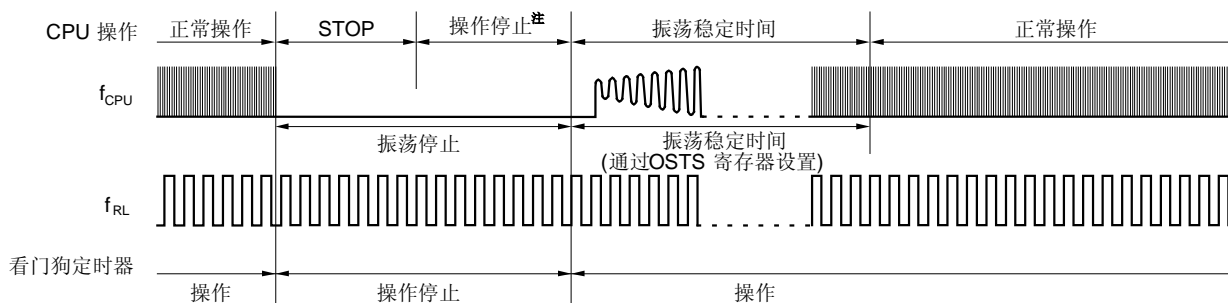 CPU 操作 正常操作 STOP 操作停止注 振荡稳定时间 正常操作
fCPU
振荡停止 振荡稳定时间
(通过OSTS 寄存器设置)
fRL
看门狗定时器
操作 操作停止 操作